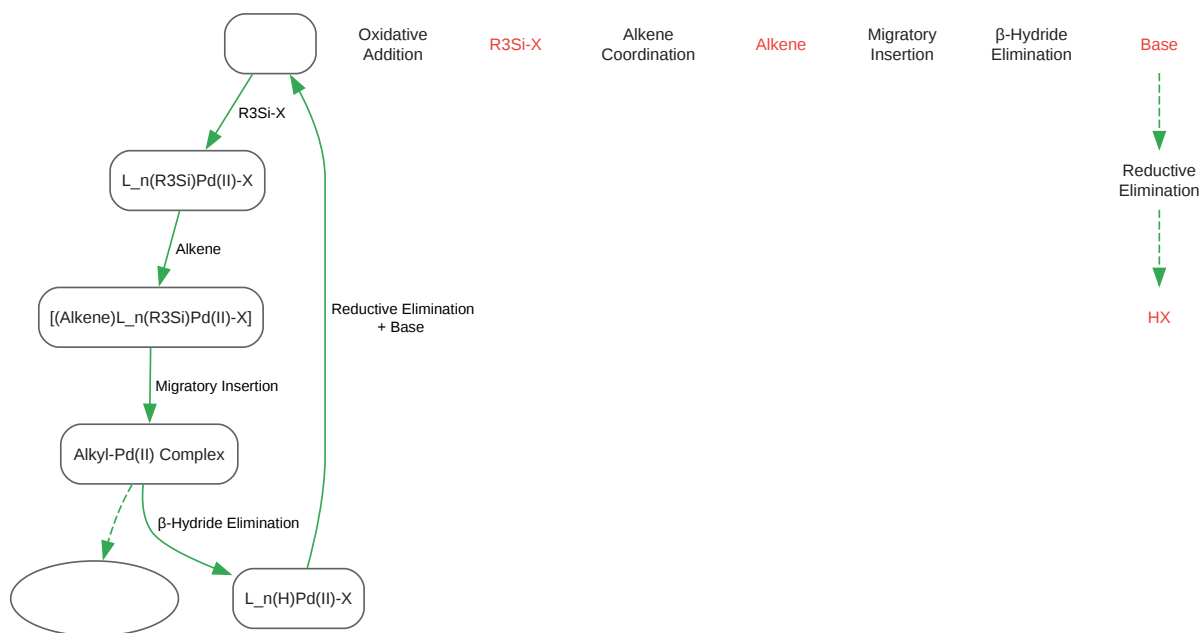 Oxidative
Addition
R3Si-X
Alkene
Coordination
Alkene
Migratory
Insertion
β-Hydride
Elimination
Base
R3Si-X
L_n(R3Si)Pd(II)-X
Reductive
Elimination
Alkene
[(Alkene)L_n(R3Si)Pd(II)-X]
Reductive Elimination
+ Base
HX
Migratory Insertion
Alkyl-Pd(II) Complex
β-Hydride Elimination
L_n(H)Pd(II)-X